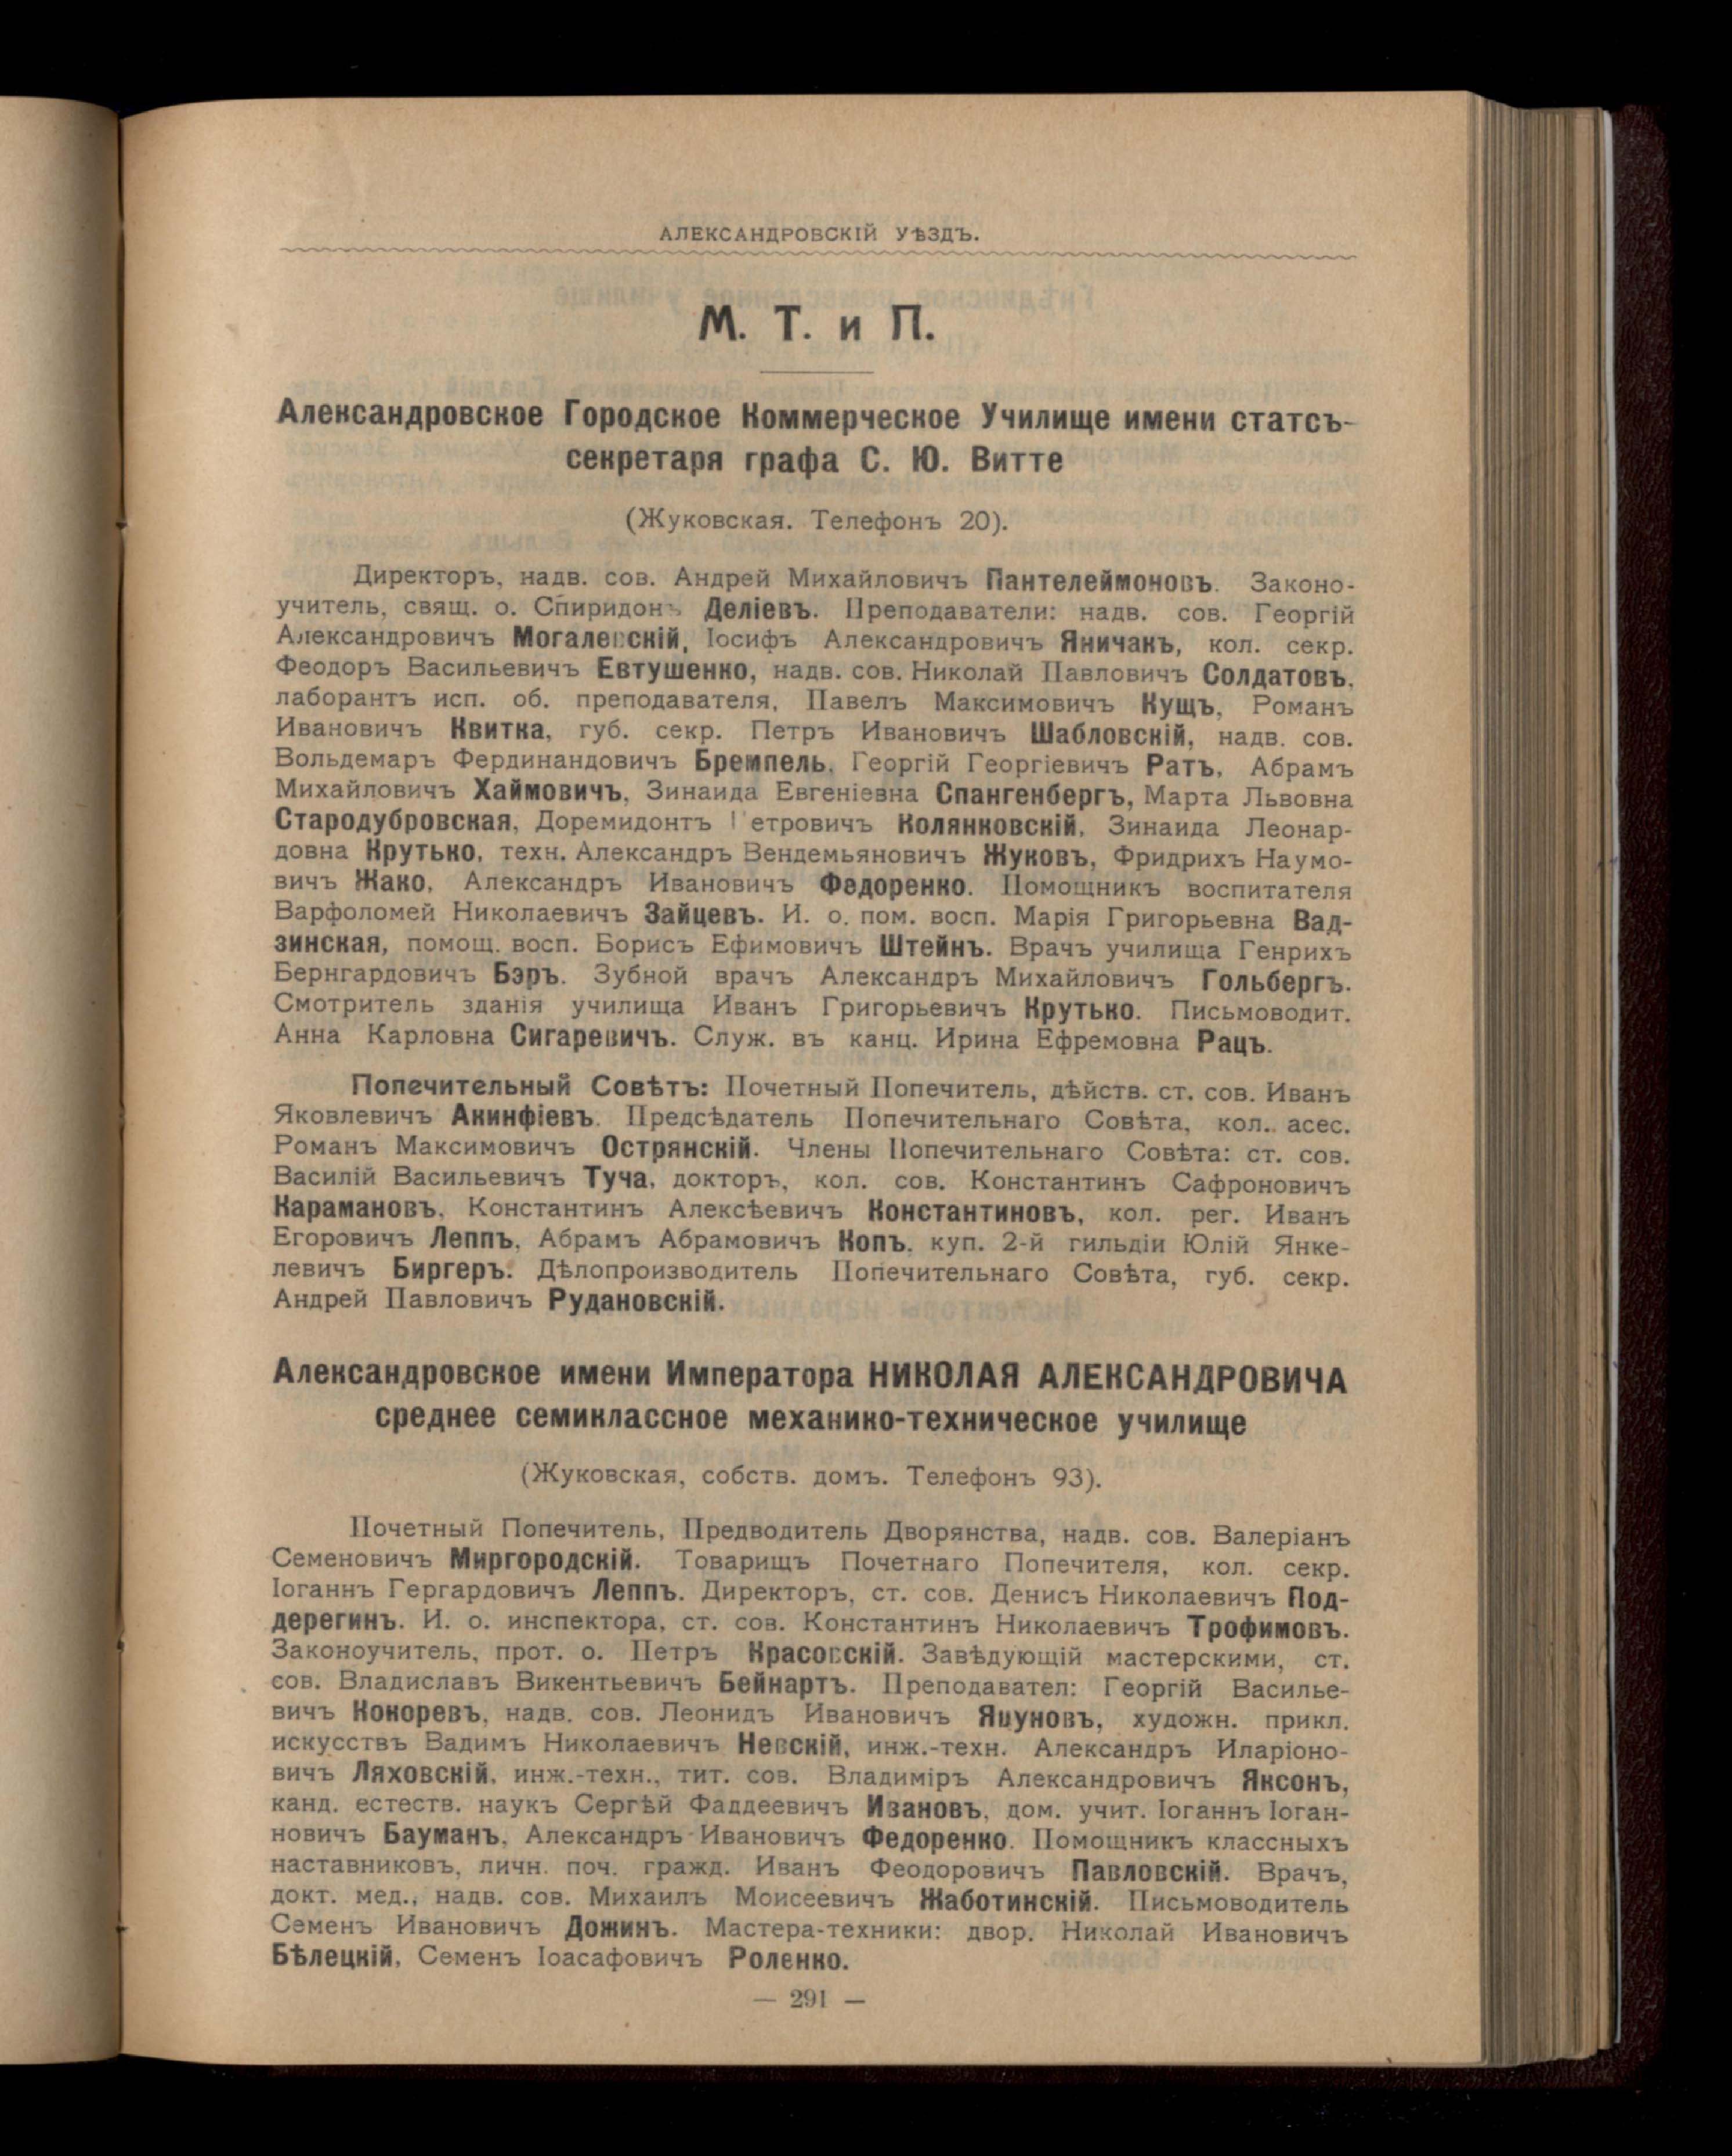 АЛЕКСАНДРОВСКІЙ УѢЗДЪ.
М. Т. и П.
Александровское Городское Коммерческое Училище имени статсъ-
секретаря графа С. Ю. Витте
(Жуковская. Телефонъ 20).
Директоръ, надв. сов. Андрей Михайловичъ Пантелеймоновъ. Законо-
учитель, свящ. о. Спиридонъ Деліевъ. Преподаватели: надв. сов. Георгій
Александровичъ Могалевскій, Іосифъ Александровичъ Яничакъ, кол. секр.
Феодоръ Васильевичъ Евтушенко, надв. сов. Николай Павловичъ Солдатовъ,
лаборантъ исп. об. преподавателя, Павелъ Максимовичъ Кущъ, Романъ
Ивановичъ Квитка, губ. секр. Петръ Ивановичъ Шабловскій, надв. сов.
Вольдемаръ Фердинандовичъ Бремпель, Георгій Георгіевичъ Ратъ, Абрамъ
Михайловичъ Хаймовичъ, Зинаида Евгеніевна Спангенбергъ, Марта Львовна
Стародубровская, Доремидонтъ Петровичъ Колянковскій, Зинаида Леонар-
довна Крутько, техн. Александръ Вендемьяновичъ Жуковъ, Фридрихъ Наумо-
вичъ Жако, Александръ Ивановичъ Федоренко. Помощникъ воспитателя
Варфоломей Николаевичъ Зайцевъ. И. о. пом. восп. Марія Григорьевна Вад-
зинская, помощ. восп. Борисъ Ефимовичъ Штейнъ. Врачъ училища Генрихъ
Бернгардовичъ Бэръ. Зубной врачъ Александръ Михайловичъ Гольбергъ.
Смотритель зданія училища Иванъ Григорьевичъ Крутько. Письмоводит.
Анна Карловна Сигаревичъ. Служ. въ канц. Ирина Ефремовна Рацъ.
Попечительный Совѣтъ: Почетный Попечитель, дѣйств. ст. сов. Иванъ
Яковлевичъ Акинфіевъ. Предсѣдатель Попечительнаго Совѣта, кол. асес.
Романъ Максимовичъ Острянскій. Члены Попечительнаго Совѣта: ст. сов.
Василій Васильевичъ Туча, докторъ, кол. сов. Константинъ Сафроновичъ
Карамановъ, Константинъ Алексѣевичъ Константиновъ, кол. рег. Иванъ
Егоровичъ Леппъ, Абрамъ Абрамовичъ Копъ, куп. 2-й гильдіи Юлій Янке-
левичъ Биргеръ. Дѣлопроизводитель Попечительнаго Совѣта, губ. секр.
Андрей Павловичъ Рудановскій.
Александровское имени Императора НИКОЛАЯ АЛЕКСАНДРОВИЧА
среднее семиклассное механико-техническое училище
(Жуковская, собств. домъ. Телефонъ 93).
Почетный Попечитель, Предводитель Дворянства, надв. сов. Валеріанъ
Семеновичъ Миргородскій. Товарищъ Почетнаго Попечителя, кол. секр.
Іоганнъ Гергардовичъ Леппъ. Директоръ, ст. сов. Денисъ Николаевичъ Под-
дерегинъ. И. о. инспектора, ст. сов. Константинъ Николаевичъ Трофимовъ.
Законоучитель, прот. о. Петръ Красовскій. Завѣдующій мастерскими, ст.
сов. Владиславъ Викентьевичъ Бейнартъ. Преподавател: Георгій Василье-
вичъ Кокоревъ, надв. сов. Леонидъ Ивановичъ Яцуновъ, художн. прикл.
искусствъ Вадимъ Николаевичъ Невскій, инж.-техн. Александръ Иларіоно-
вичъ Ляховскій, инж.-техн., тит. сов. Владиміръ Александровичъ Яксонъ,
канд. естеств. наукъ Сергѣй Фаддеевичъ Ивановъ, дом. учит. Іоганнъ Іоган-
новичъ Бауманъ, Александръ Ивановичъ Федоренко. Помощникъ классныхъ
наставниковъ, личн. поч. гражд. Иванъ Феодоровичъ Павловскій. Врачъ,
докт. мед., надв. сов. Михаилъ Моисеевичъ Жаботинскій. Письмоводитель
Семенъ Ивановичъ Дожинъ. Мастера-техники: двор. Николай Ивановичъ
Бѣлецкій, Семенъ Іоасафовичъ Роленко.
— 291 —